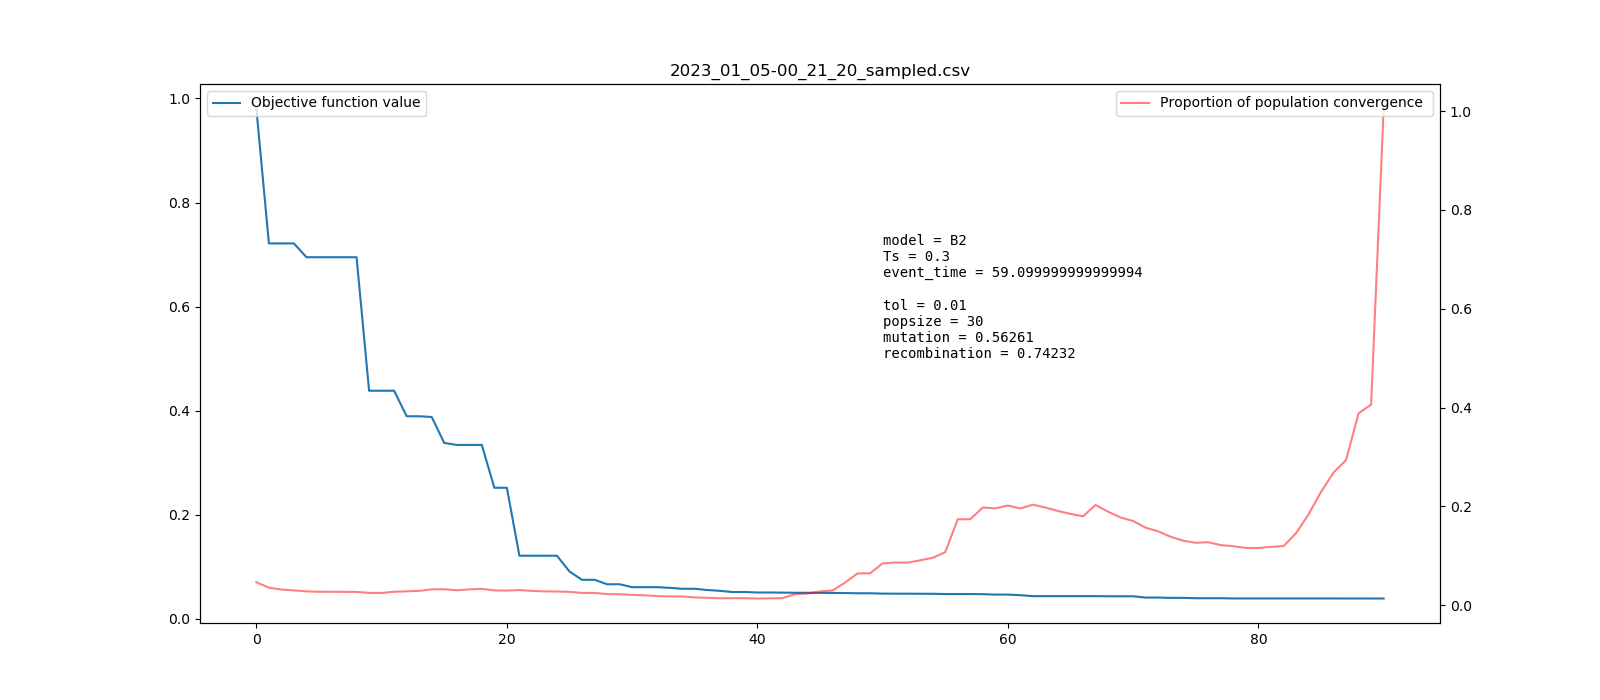 2023_01_05-00_21_20_sampled.csv
Objective function value
Proportion of population convergence
1.0
0.8
0.6
0.4
0.2
0.0
1.0
0.8
0.6
0.4
0.2
0.0
model = B2
Ts = 0.3
event_time = 59.099999999999994
tol = 0.01
popsize = 30
mutation = 0.56261
recombination = 0.74232
0
20
40
60
80